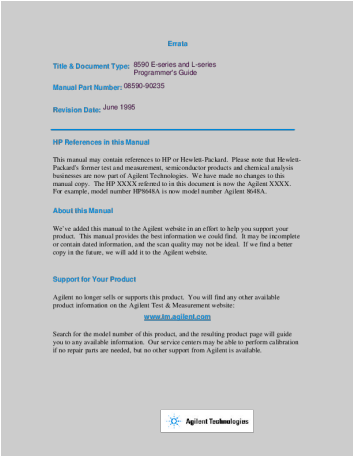 Errata
Title & Document Type: 8590 E-series and L-series
Programmer's Guide
Manual Part Number: 08590-90235
Revision Date: June 1995
HP References in this Manual
This manual may contain references to HP or Hewlett-Packard. Please note that Hewlett-
Packard's former test and measurement, semiconductor products and chemical analysis
businesses are now part of Agilent Technologies. We have made no changes to this
manual copy. The HP XXXX referred to in this document is now the Agilent XXXX.
For example, model number HP8648A is now model number Agilent 8648A.
About this Manual
We've added this manual to the Agilent website in an effort to help you support your
product. This manual provides the best information we could find. It may be incomplete
or contain dated information, and the scan quality may not be ideal. If we find a better
copy in the future, we will add it to the Agilent website.
Support for Your Product
Agilent no longer sells or supports this product. You will find any other available
product information on the Agilent Test & Measurement website:
www.tm.agilent.com
Search for the model number of this product, and the resulting product page will guide
you to any available information. Our service centers may be able to perform calibration
if no repair parts are needed, but no other support from Agilent is available.
Agilent Technologies